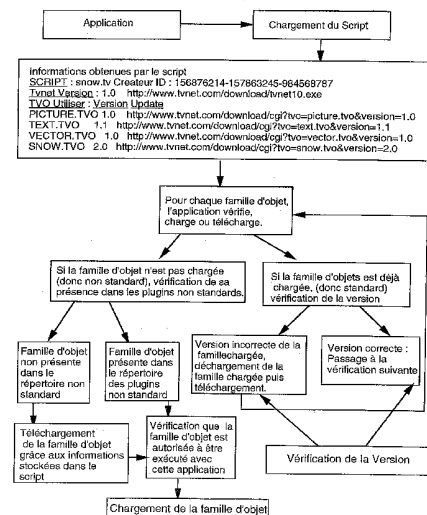 Application
Chargement du Script
informations obtenues par le script
SCRIPT : snow.tv Createur ID : 156876214-157863245-984568787
Tvnet Version : 1.0 http://www.tvnet.com/download/tvnet10.exe
TVO Utiliser : Version Update
PICTURE.TVO 1.0 http://www.tvnet.com/download/cgi?tvo=picture.tvo&version=1.0
TEXT.TVO 1.1 http://www.tvnet.com/download/cgi?tvo=text.tvo&version=1.1
VECTOR.TVO 1.0 http://www.tvnet.com/download/cgi?tvo=vector.tvo&version=1.0
SNOW.TVO 2.0 http://www.tvnet.com/download/cgi?tvo=snow.tvo&version=2.0
Pour chaque famille d'objet,
l'application vérifie,
charge ou télécharge.
Si la famille d'objet n'est pas chargée
(donc non standard), vérification de sa
présence dans les plugins non standards.
Si la famille d'objets est déjà
chargée, (donc standard)
vérification de la version
Famille d'objet
non présente
dans le
répertoire non
standard
Famille d'objet
présente dans
le répertoire
des plugins
non standard
Version incorrecte de la
famillechargée,
déchargement de la
famille chargée puis
téléchargement.
Version correcte :
Passage à la
vérification suivante
Téléchargement
de la famille d'objet
grâce aux informations
stockées dans le
script
Vérification que la
famille d'objet est
autorisée à être
exécuté avec
cette application
Vérification de la Version
Chargement de la famille d'objet